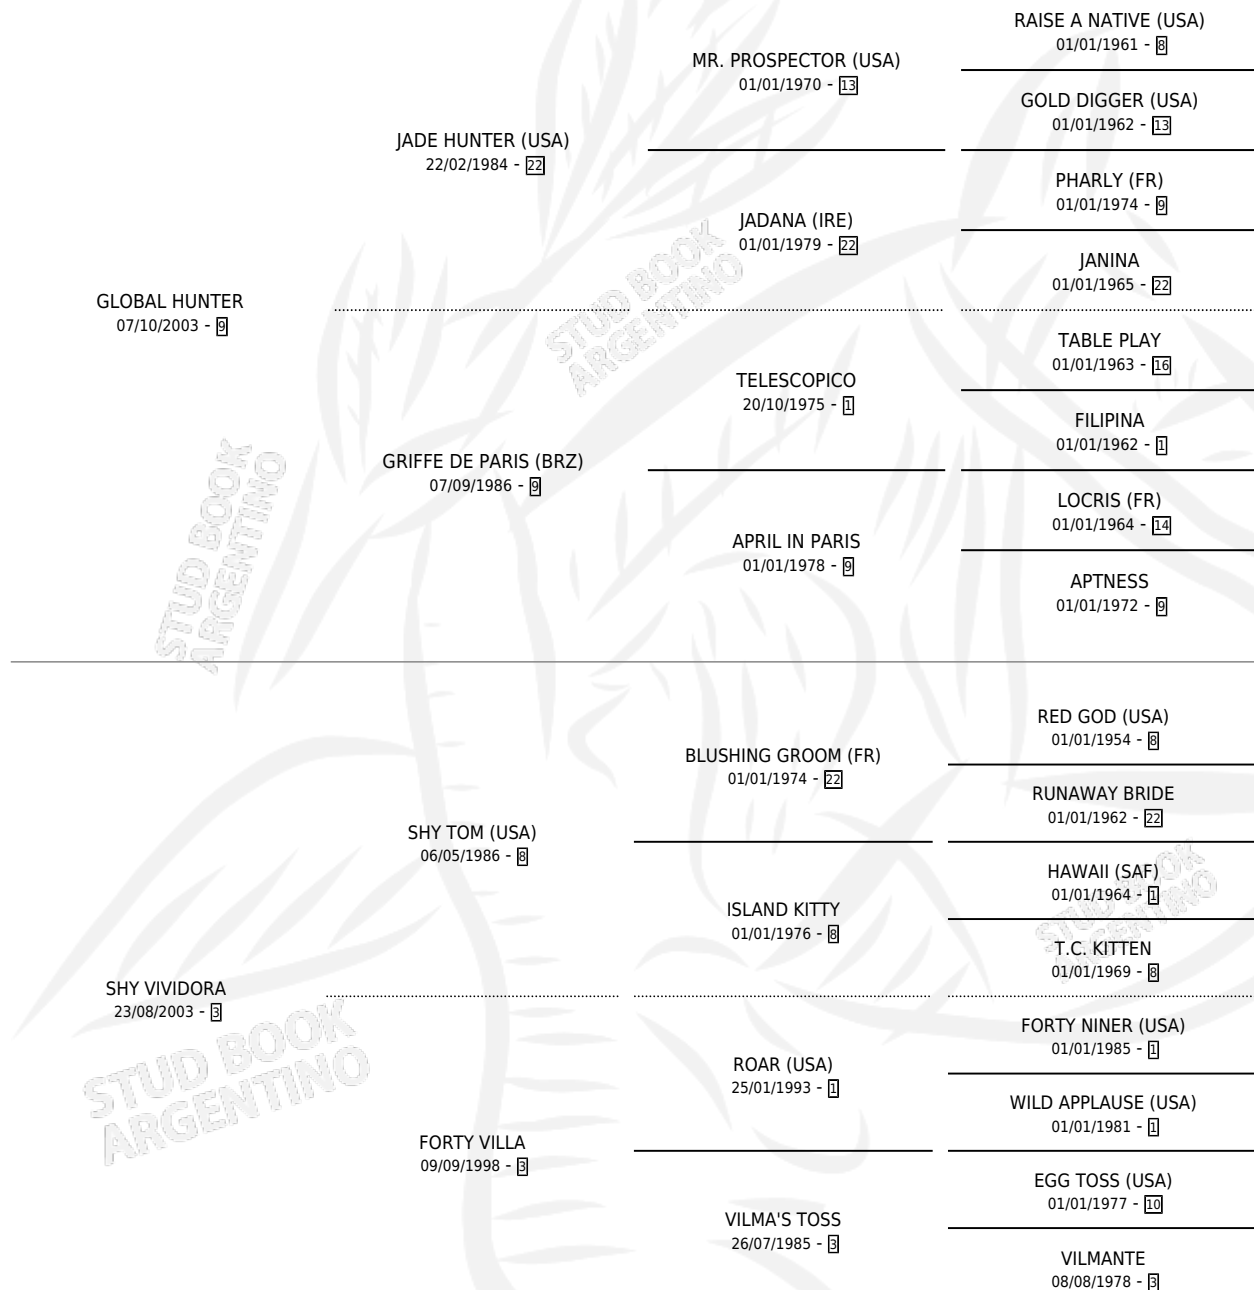 RAISE A NATIVE (USA)
01/01/1961 - 8
MR. PROSPECTOR (USA)
01/01/1970 - 13
GOLD DIGGER (USA)
01/01/1962 - 13
JADE HUNTER (USA)
22/02/1984 - 22
PHARLY (FR)
01/01/1974 - 9
JADANA (IRE)
01/01/1979 - 22
JANINA
01/01/1965 - 22
GLOBAL HUNTER
07/10/2003 - 9
TABLE PLAY
01/01/1963 - 16
TELESCOPICO
20/10/1975 - 1
FILIPINA
01/01/1962 - 1
GRIFFE DE PARIS (BRZ)
07/09/1986 - 9
LOCRIS (FR)
01/01/1964 - 14
APRIL IN PARIS
01/01/1978 - 9
APTNESS
01/01/1972 - 9
RED GOD (USA)
01/01/1954 - 8
BLUSHING GROOM (FR)
01/01/1974 - 22
RUNAWAY BRIDE
01/01/1962 - 22
SHY TOM (USA)
06/05/1986 - 8
HAWAII (SAF)
01/01/1964 - 1
ISLAND KITTY
01/01/1976 - 8
T.C. KITTEN
01/01/1969 - 8
SHY VIVIDORA
23/08/2003 - 3
FORTY NINER (USA)
01/01/1985 - 1
ROAR (USA)
25/01/1993 - 1
WILD APPLAUSE (USA)
01/01/1981 - 1
FORTY VILLA
09/09/1998 - 3
EGG TOSS (USA)
01/01/1977 - 10
VILMA'S TOSS
26/07/1985 - 3
VILMANTE
08/08/1978 - 3
STUD BOOK
ARGENTINO
STUD BOOK
ARGENTINO
STUD BOOK
ARGENTINO
STUD BOOK
ARGENTINO